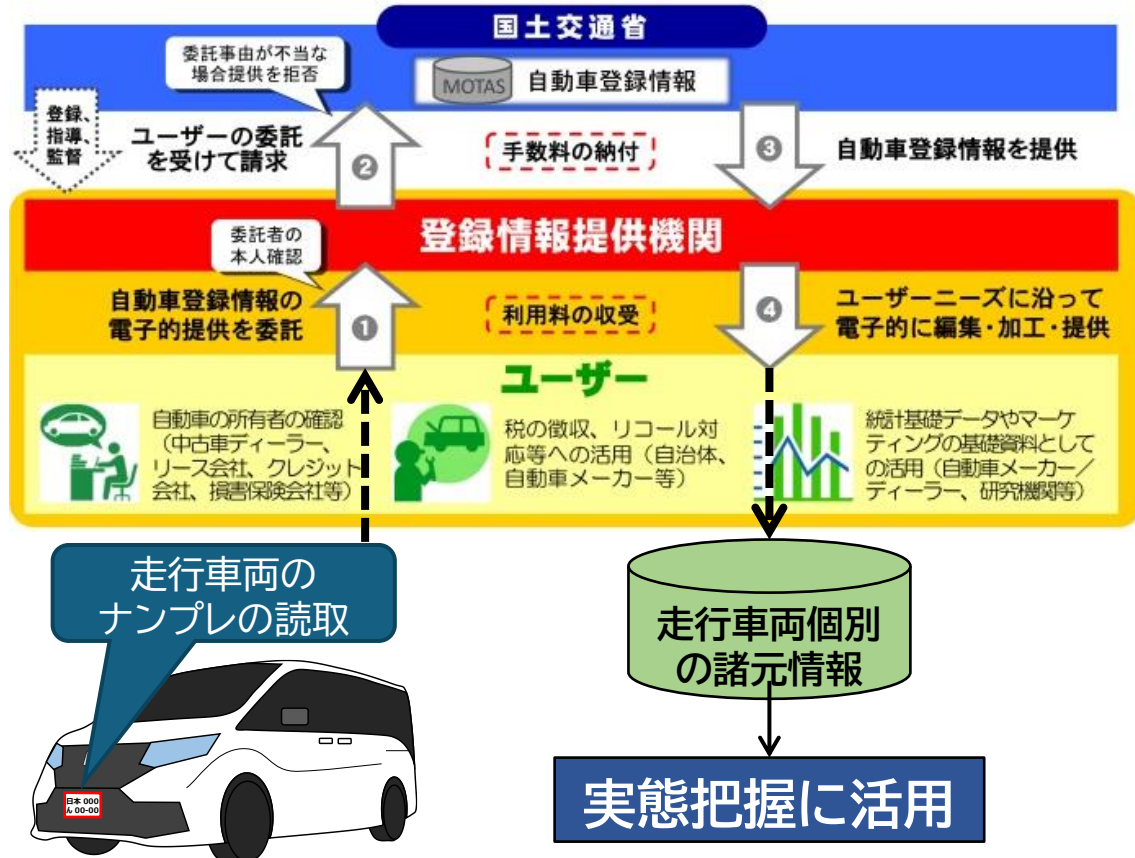 国土交通省
委託事由が不当な
場合提供を拒否
MOTAS
自動車登録情報
登録、
指導、
監督
ユーザーの委託
を受けて請求
❷
手数料の納付
❸
自動車登録情報を提供
登録情報提供機関
委託者の
本人確認
自動車登録情報の
電子的提供を委託
❶
利用料の収受
❹
ユーザーニーズに沿って
電子的に編集・加工・提供
ユーザー
自動車の所有者の確認
（中古車ディーラー、
リース会社、クレジット
会社、損害保険会社等）
税の徴収、リコール対
応等への活用（自治体、
自動車メーカー等）
統計基礎データやマーケ
ティングの基礎資料として
の活用（自動車メーカー／
ディーラー、研究機関等）
走行車両の
ナンプレの読取
日本 000
ん 00-00
走行車両個別
の諸元情報
実態把握に活用